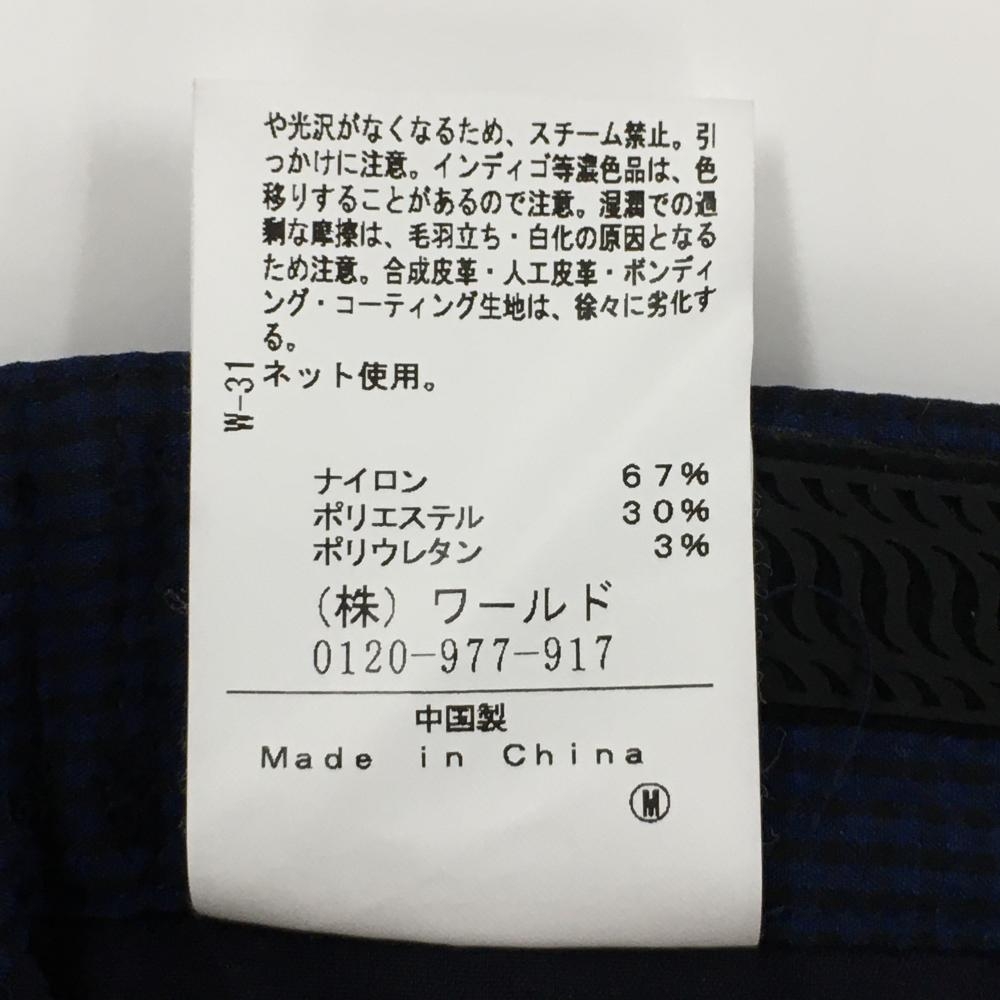 や光沢がなくなるため、スチーム禁止。引
っかけに注意。インディゴ等濃色品は、色
移りすることがあるので注意。湿潤での過
剰な摩擦は、毛羽立ち・白化の原因となる
ため注意。合成皮革・人工皮革・ボンディ
ング・コーティング生地は、徐々に劣化す
る。
ネット使用。
W-31
ナイロン 67%
ポリエステル 30%
ポリウレタン 3%
(株) ワールド
0120-977-917
中国製
Made in China
Ⓜ